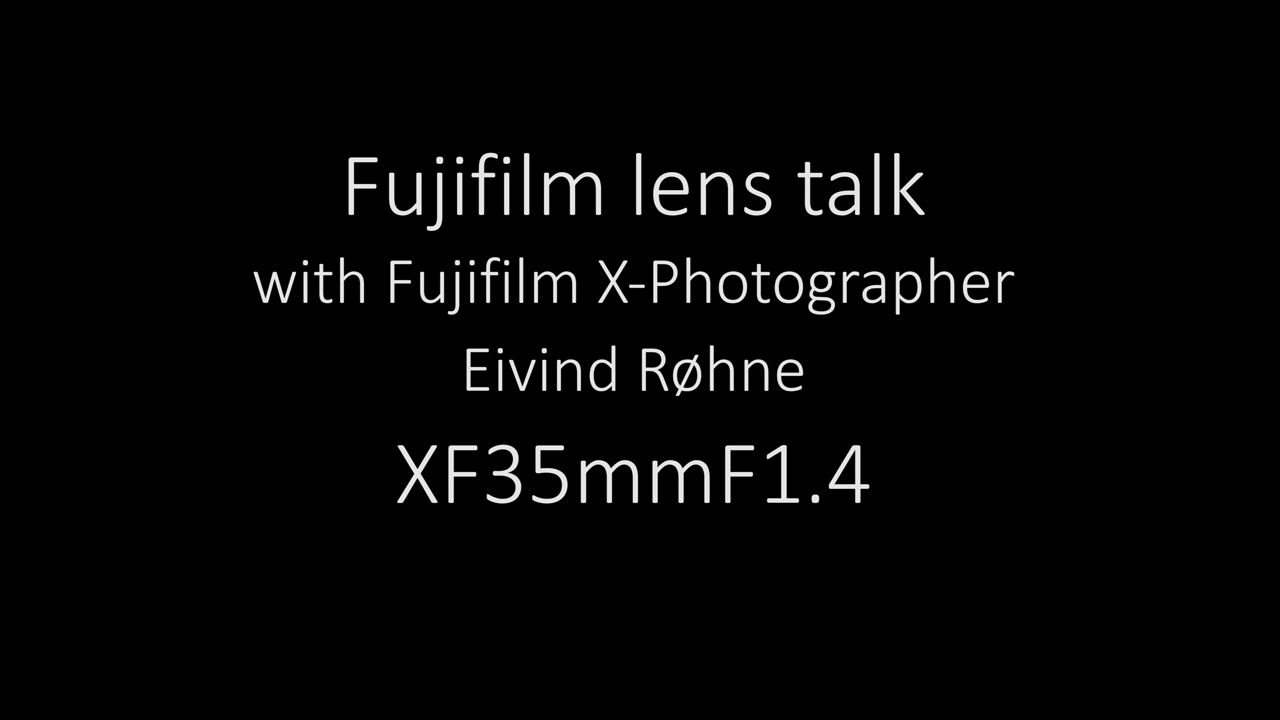 Fujifilm lens talk
with Fujifilm X-Photographer
Eivind Røhne
XF35mmF1.4